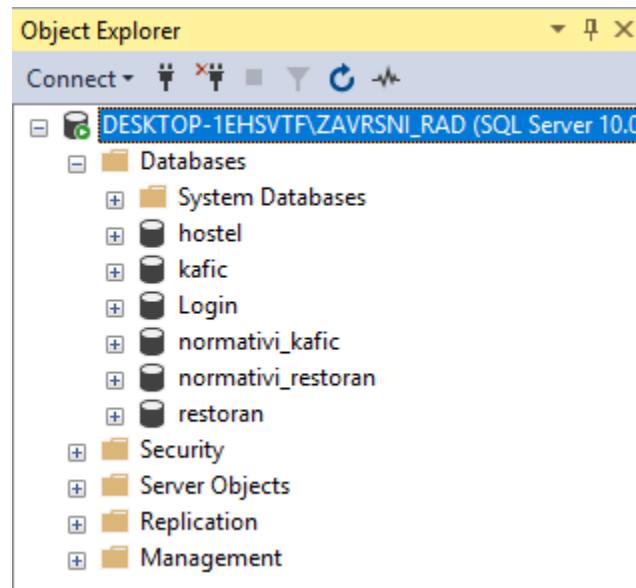 Object Explorer
Connect
DESKTOP-1EHSVTF\ZAVRSNI_RAD (SQL Server 10.0
Databases
System Databases
hostel
kafic
Login
normativi_kafic
normativi_restoran
restoran
Security
Server Objects
Replication
Management